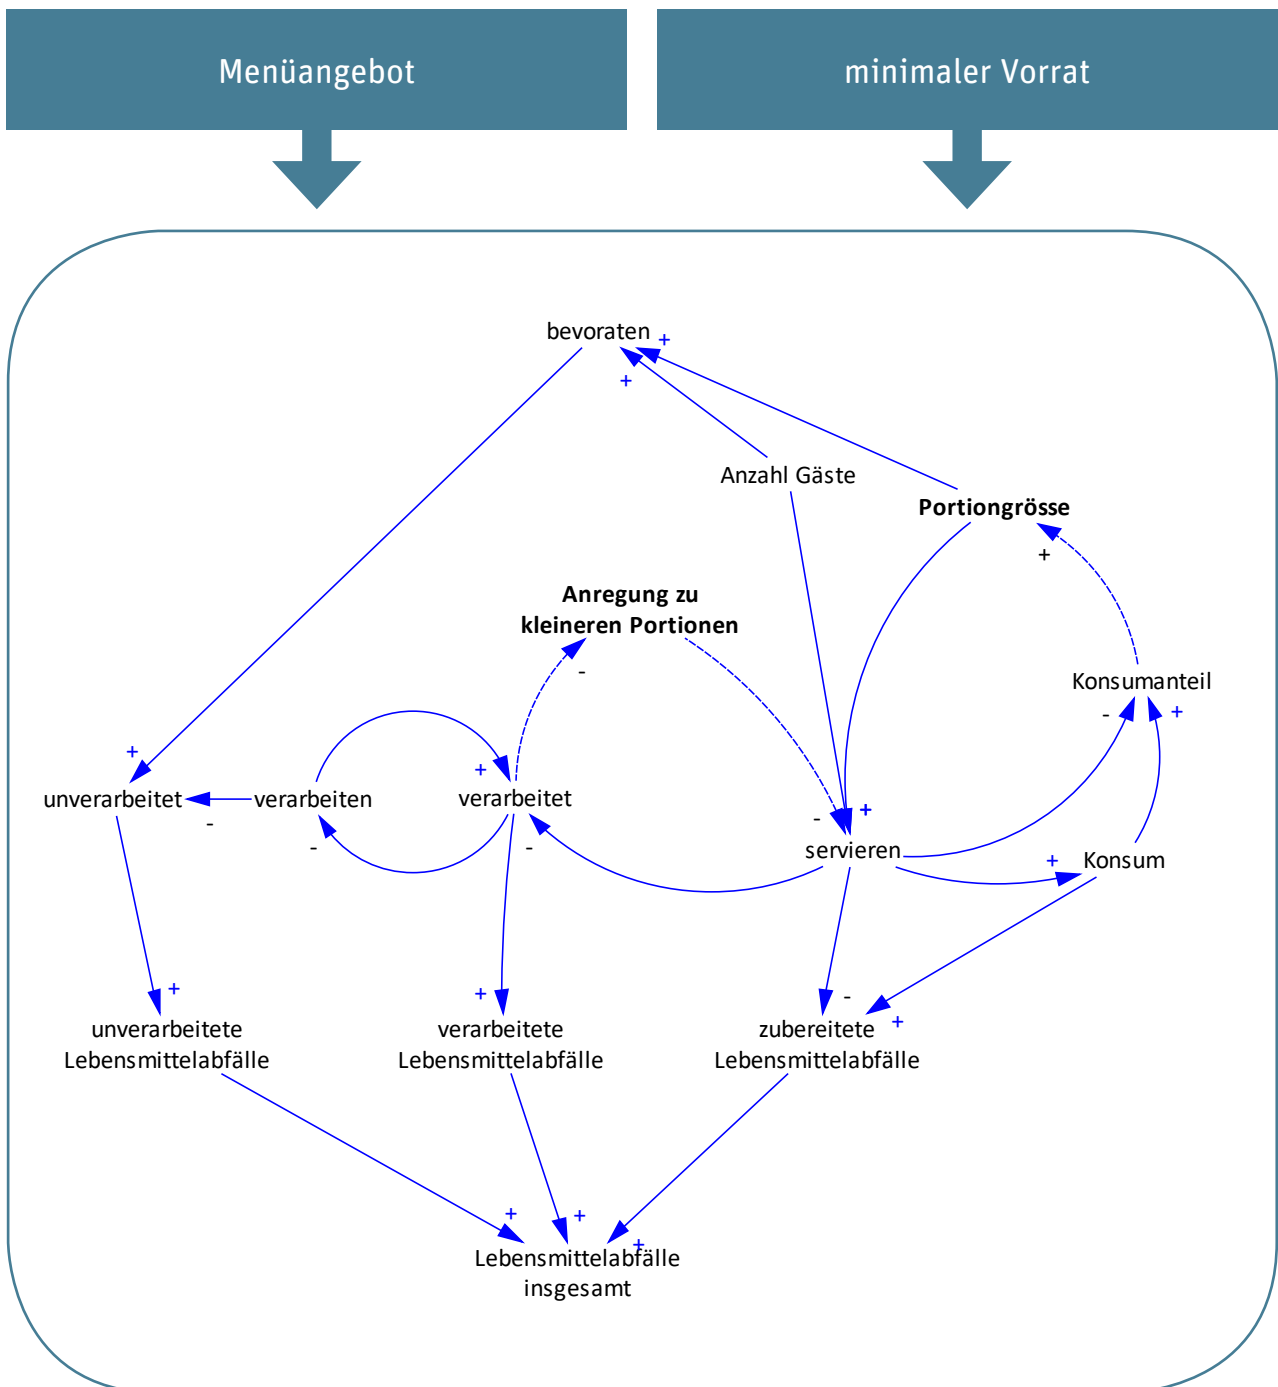 Menüangebot
minimaler Vorrat
bevoraten +
+
Anzahl Gäste
Portiongrösse
+
Anregung zu
kleineren Portionen
-
Konsumanteil
- +
+
+
unverarbeitet
verarbeiten
verarbeitet
-
-
-
- +
servieren
+ Konsum
+
+
-
+
unverarbeitete
Lebensmittelabfälle
verarbeitete
Lebensmittelabfälle
zubereitete
Lebensmittelabfälle
+
+
+
Lebensmittelabfälle
insgesamt